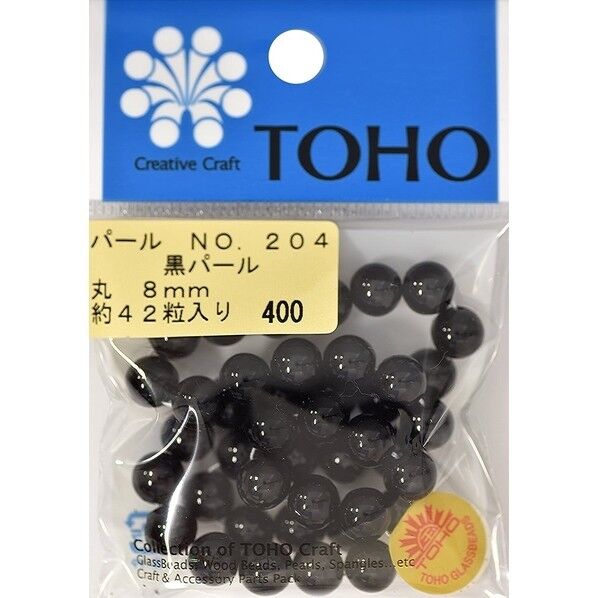 Creative Craft
TOHO
パール　NO. ２０４
黒パール
丸　８mm
約４２粒入り　400
Collection of TOHO Craft
GlassBeads, Wood Beads, Pearls, Spangles...etc
Craft & Accessory Parts Pack
TOHO
TOHO GLASSBEADS